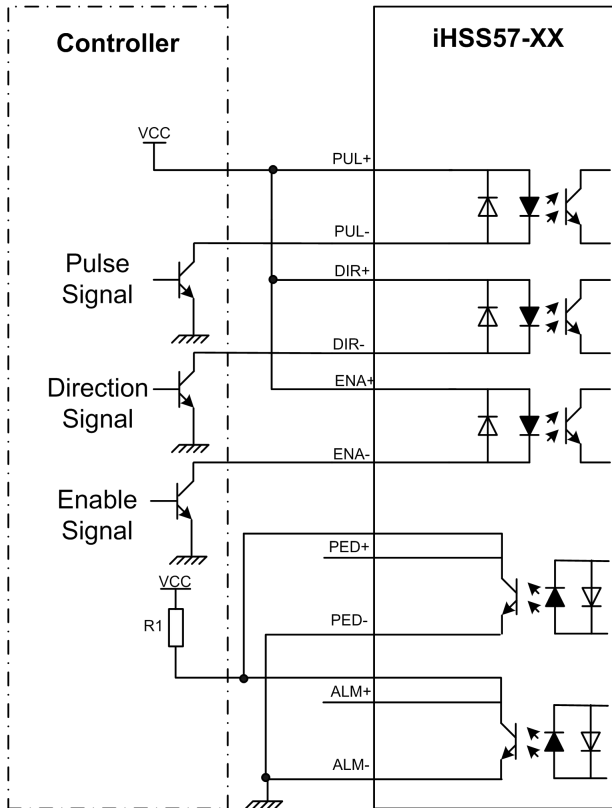 Controller
iHSS57-XX
VCC
PUL+
PUL-
Pulse
Signal
DIR+
DIR-
Direction
Signal
ENA+
ENA-
Enable
Signal
PED+
VCC
R1
PED-
ALM+
ALM-